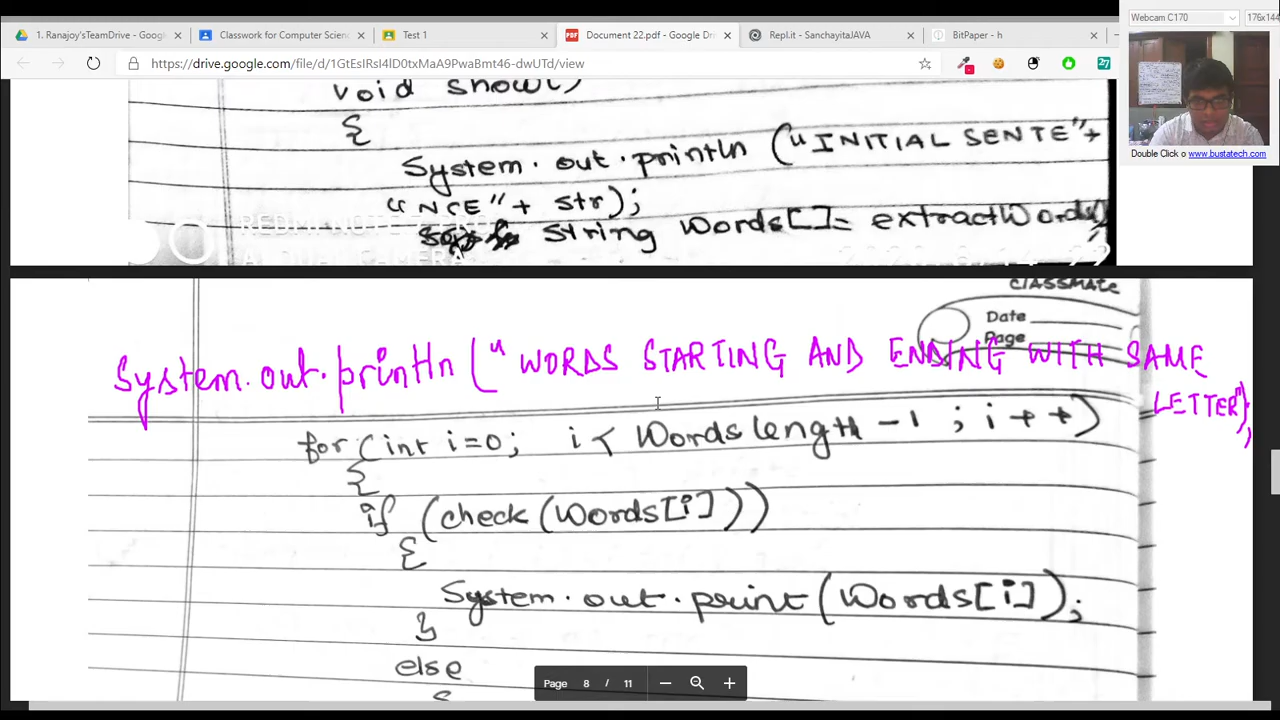 Webcam C170 176x144
1. Ranajoy'sTeamDrive - Googl
Classwork for Computer Scienc
Test 1
Document 22.pdf - Google Dr
Repl.it - SanchayitaJAVA
BitPaper - h
https://drive.google.com/file/d/1GtEsIRsI4lD0txMaA9PwaBmt46-dwUTd/view
27
Double Click o www.bustatech.com
void show()
{
System.out.println ("INITIAL SENTE"+
"NCE"+ str);
String Words[]= extractWords()
;
CLASSMATE
Date
Page
System.out.println ("WORDS STARTING AND ENDING WITH SAME
LETTER");
for (int i=0; i < Words length -1 ; i + +)
{
if (check (Words[i]))
{
System.out.print (Words[i]);
}
else
{
Page 8 / 11